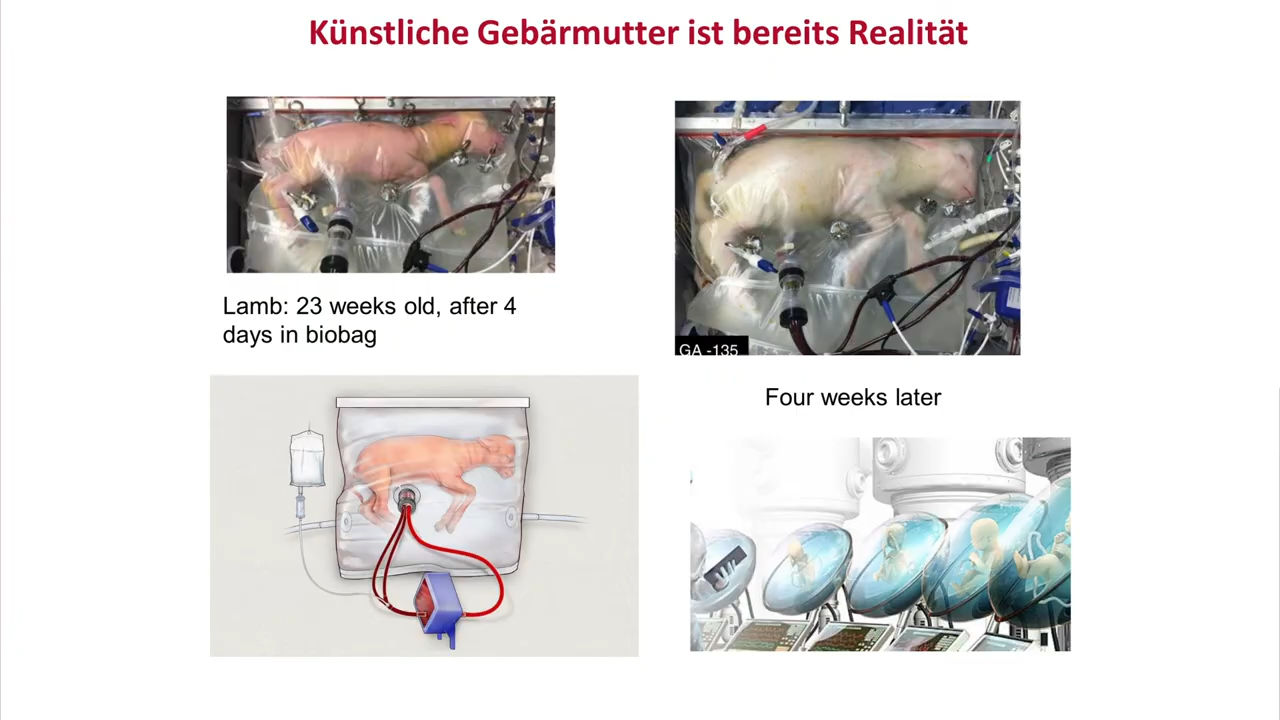 Künstliche Gebärmutter ist bereits Realität
Lamb: 23 weeks old, after 4
days in biobag
GA -135
Four weeks later